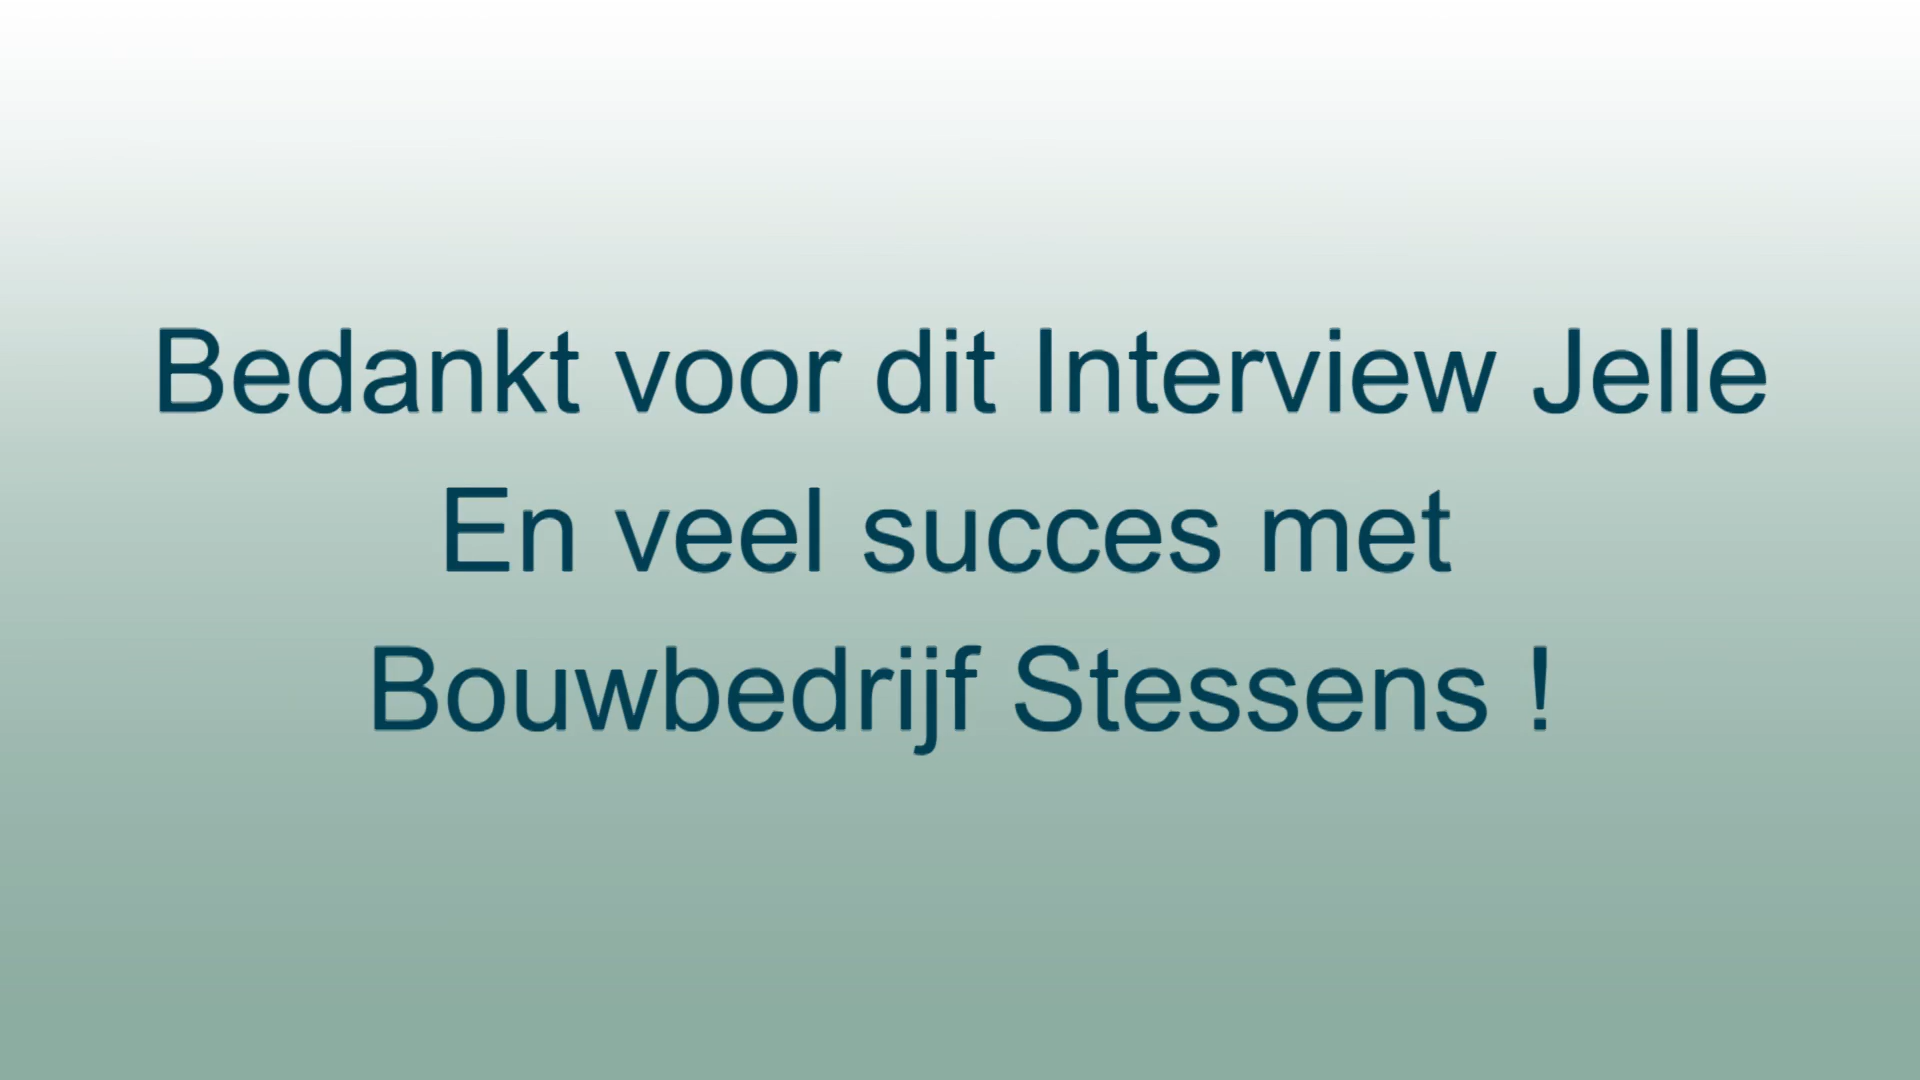 Bedankt voor dit Interview Jelle
En veel succes met
Bouwbedrijf Stessens !